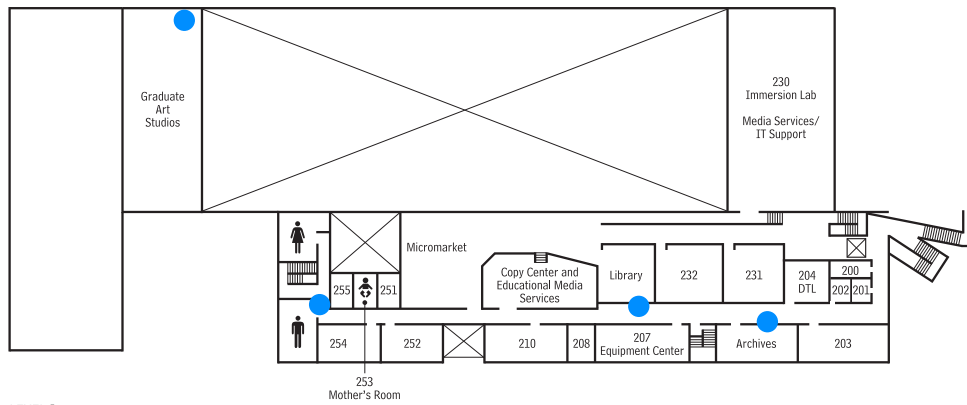 230
Immersion Lab
Media Services/
IT Support
Graduate
Art
Studios
Micromarket
Copy Center and
Educational Media
Services
Library
232
231
204
DTL
200
202
201
255
251
254
252
210
208
207
Equipment Center
Archives
203
253
Mother's Room